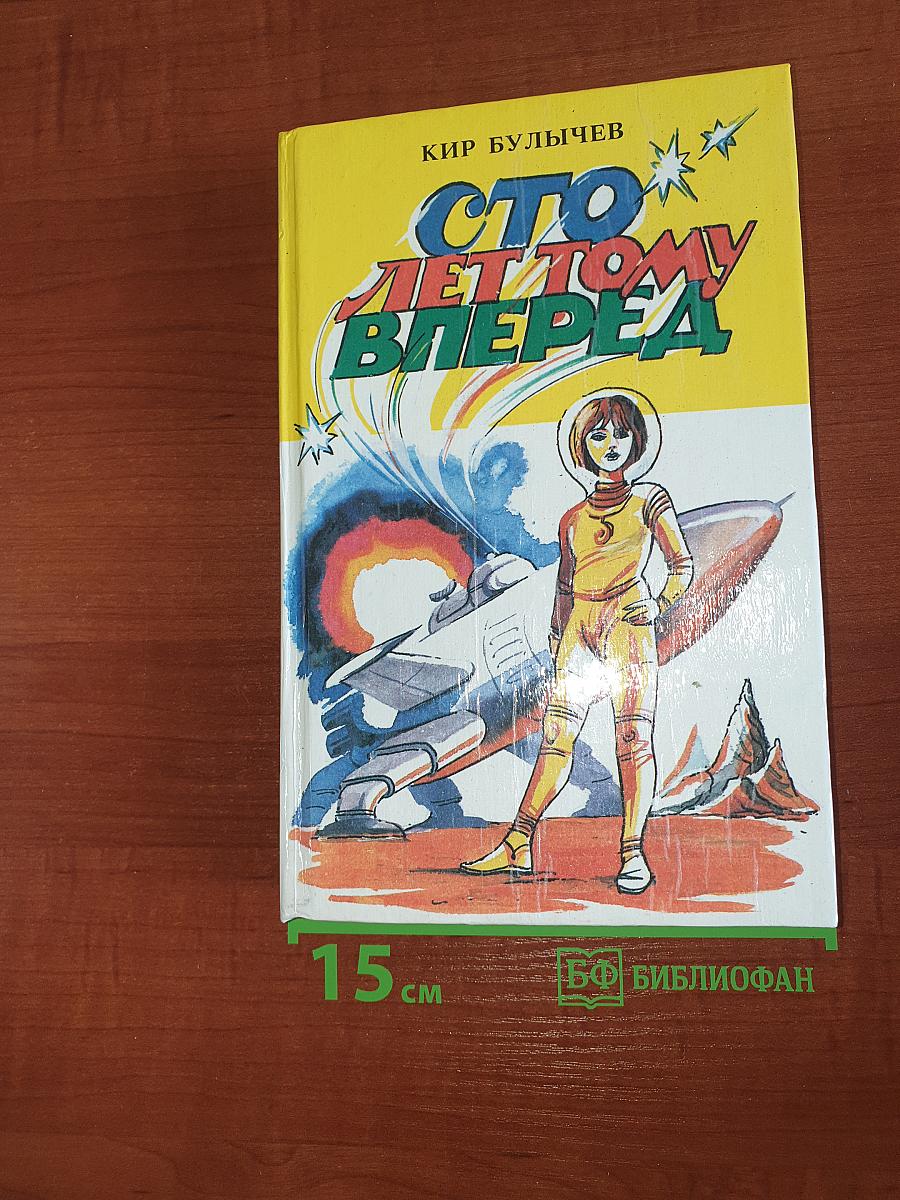 КИР БУЛЫЧЕВ
СТО
ЛЕТ ТОМУ
ВПЕРЕД
15 см
БФ БИБЛИОФАН